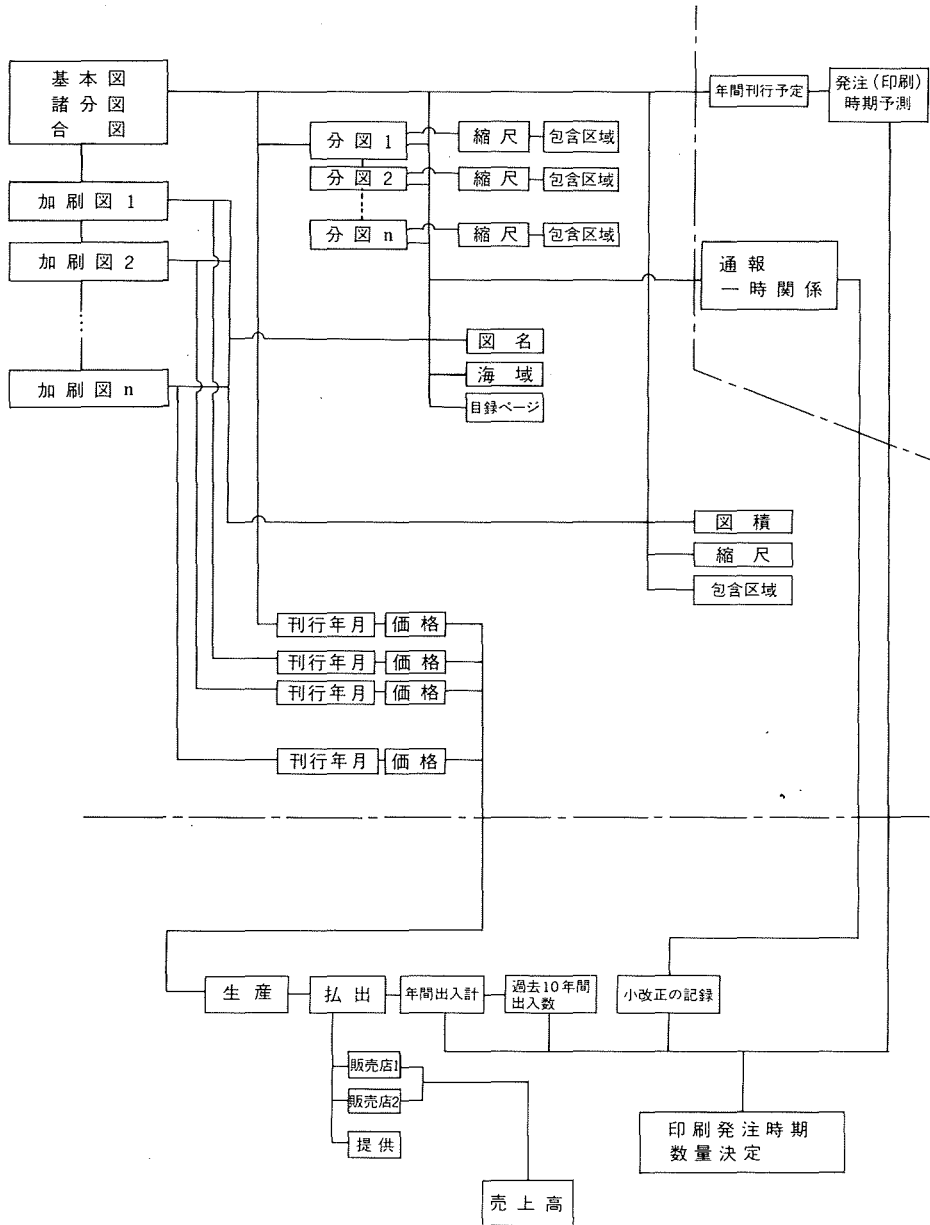 基本図
諸分図
合図
年間刊行予定
発注(印刷)
時期予測
分図1
縮尺
包含区域
分図2
縮尺
包含区域
分図n
縮尺
包含区域
加刷図1
加刷図2
加刷図n
通報
一時関係
図名
海域
目録ページ
図積
縮尺
包含区域
刊行年月
価格
刊行年月
価格
刊行年月
価格
刊行年月
価格
生産
払出
年間出入計
過去10年間
出入数
小改正の記録
販売店1
販売店2
提供
印刷発注時期
数量決定
売上高